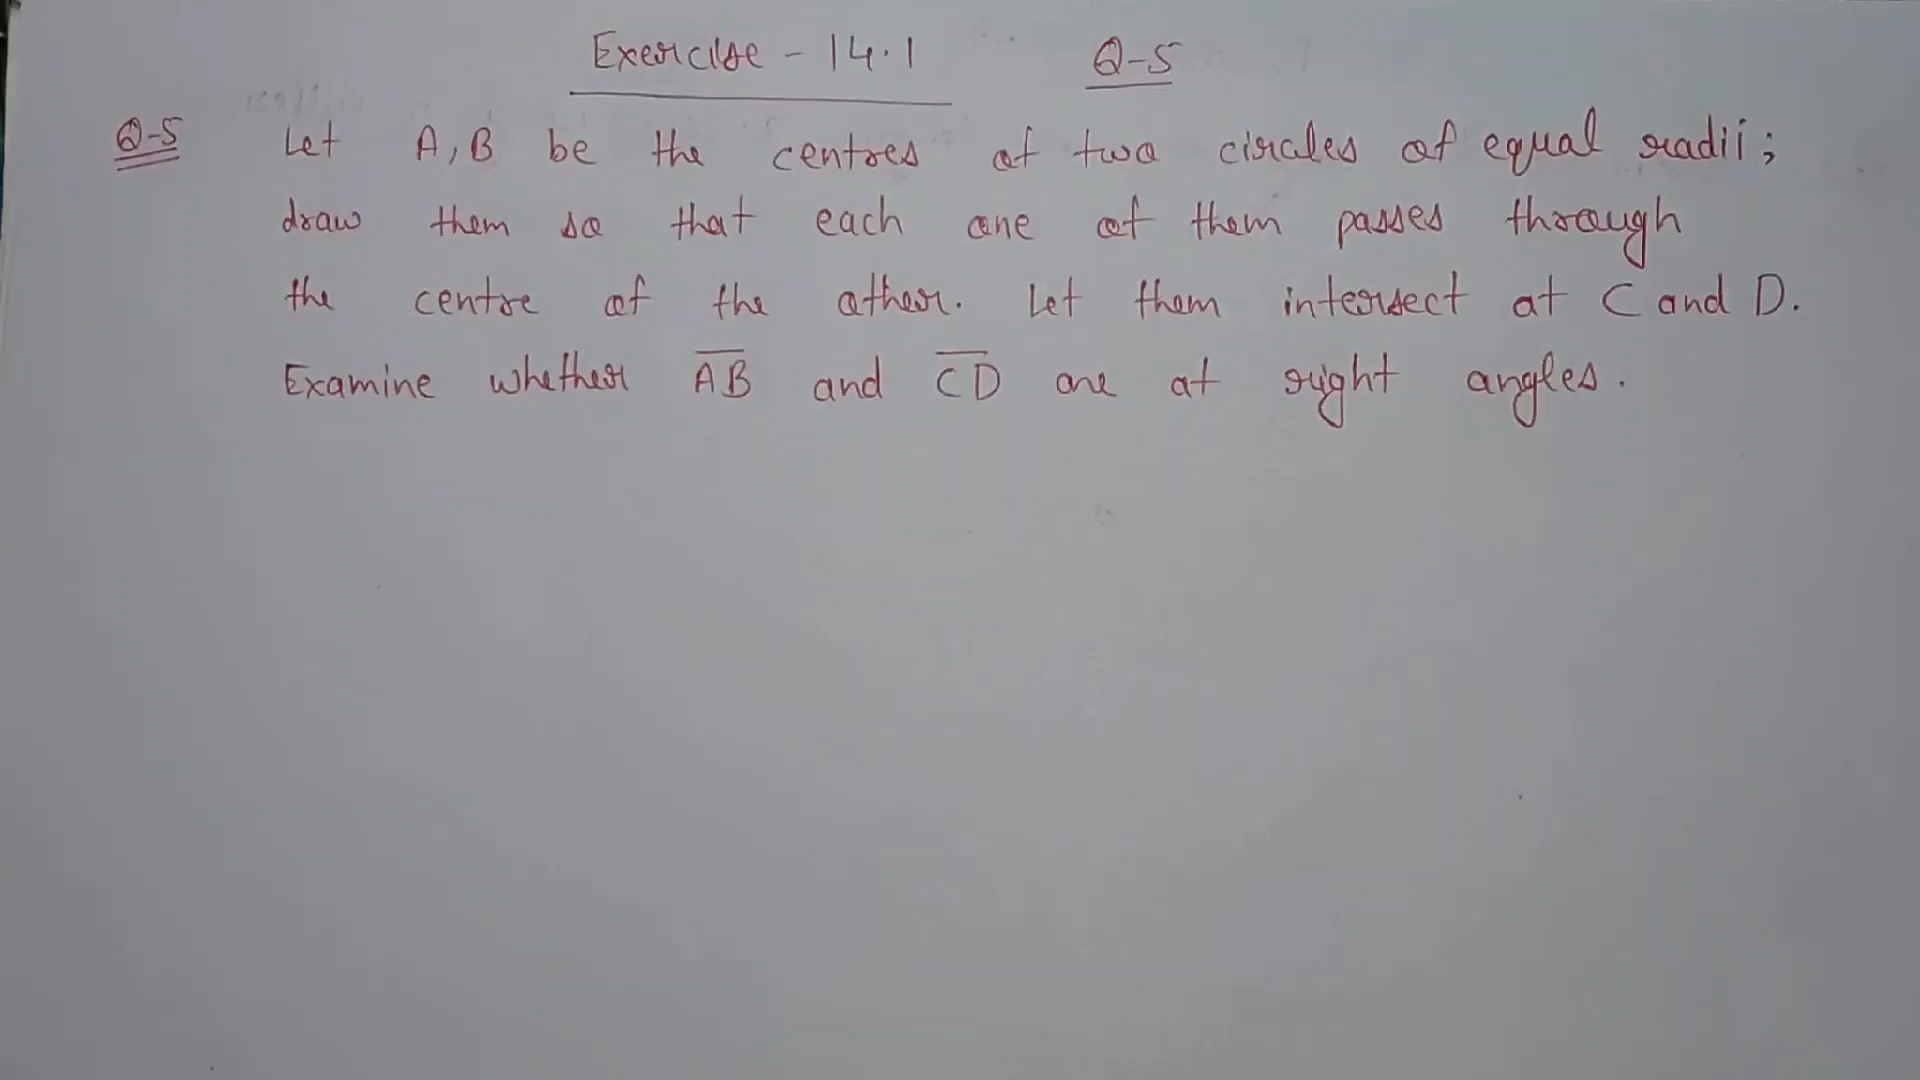 Exercise - 14.1 Q-5
Q-5 Let A, B be the centres of two circles of equal radii ;
draw them so that each one of them passes through
the centre of the other. Let them intersect at C and D.
Examine whether A̅B̅ and C̅D̅ are at right angles.